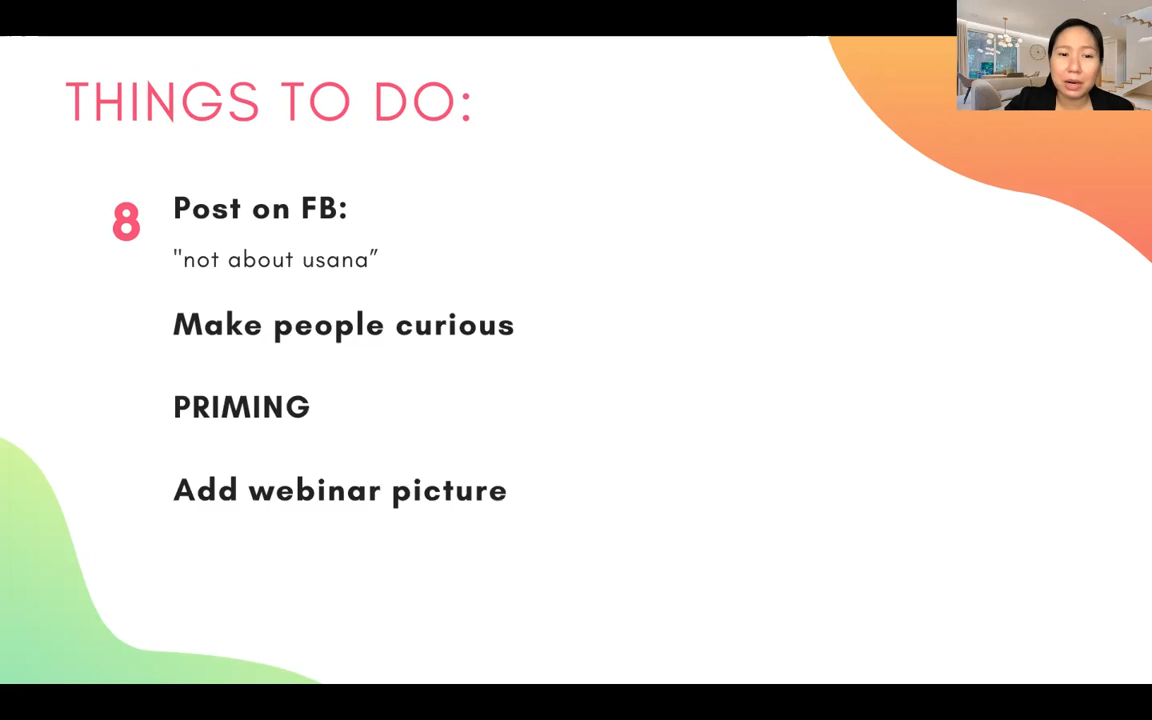 THINGS TO DO:
8
Post on FB:
"not about usana”
Make people curious
PRIMING
Add webinar picture